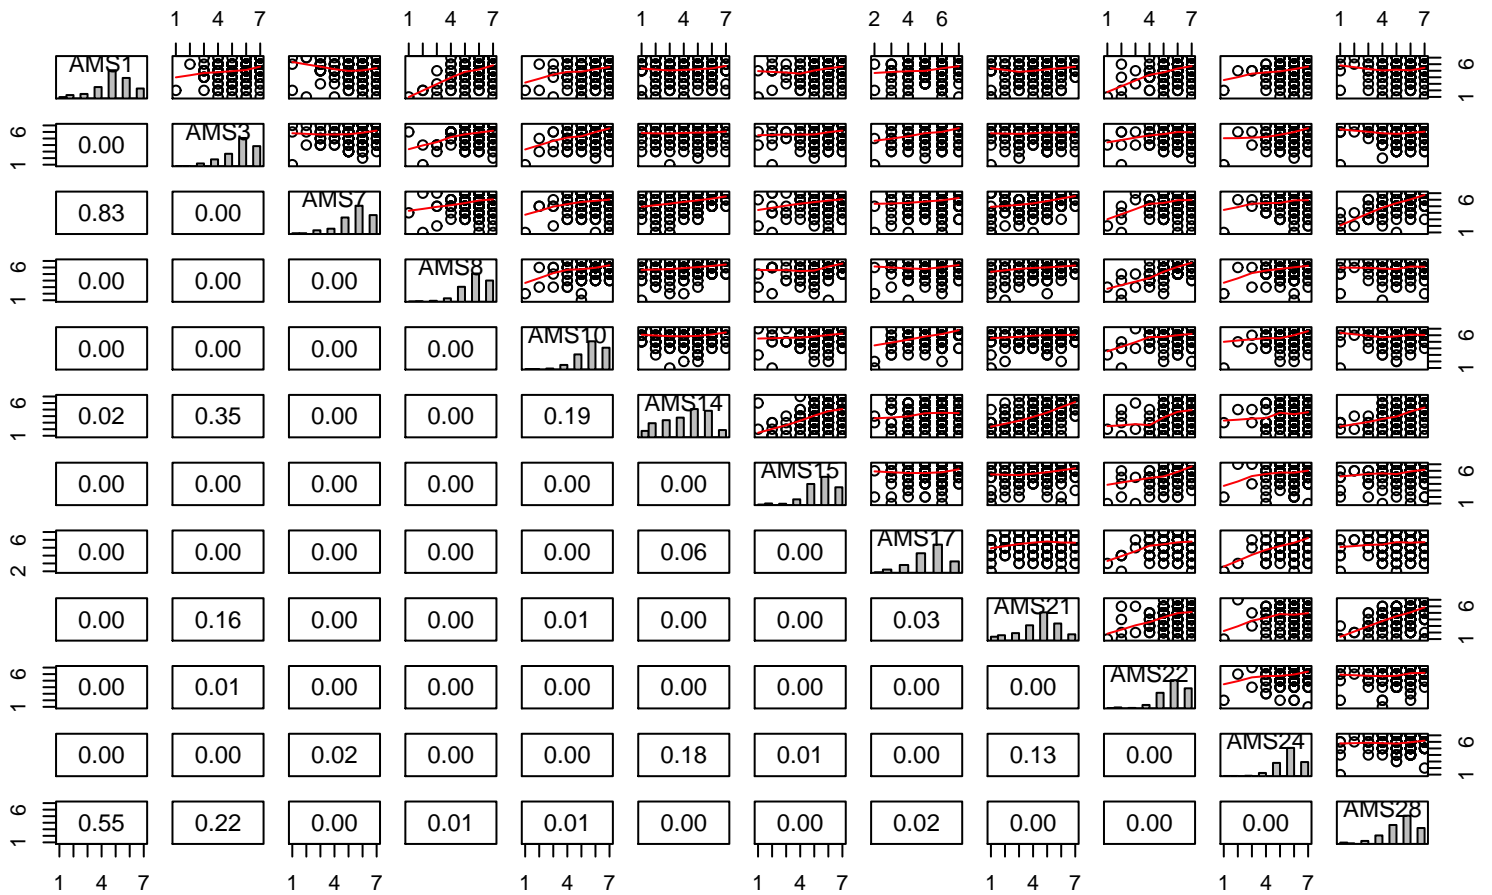 1 4 7 1 4 7 1 4 7 2 4 6 1 4 7 1 4 7
AMS1 6 1
6 1 0.00 AMS3
0.83 0.00 AMS7 6 1
6 1 0.00 0.00 0.00 AMS8
0.00 0.00 0.00 0.00 AMS10 6 1
6 1 0.02 0.35 0.00 0.00 0.19 AMS14
0.00 0.00 0.00 0.00 0.00 0.00 AMS15 6 1
6 2 0.00 0.00 0.00 0.00 0.00 0.06 0.00 AMS17
0.00 0.16 0.00 0.00 0.01 0.00 0.00 0.03 AMS21 6 1
6 1 0.00 0.01 0.00 0.00 0.00 0.00 0.00 0.00 0.00 AMS22
0.00 0.00 0.02 0.00 0.00 0.18 0.01 0.00 0.13 0.00 AMS24 6 1
6 1 0.55 0.22 0.00 0.01 0.01 0.00 0.00 0.02 0.00 0.00 0.00 AMS28
1 4 7 1 4 7 1 4 7 1 4 7 1 4 7 1 4 7